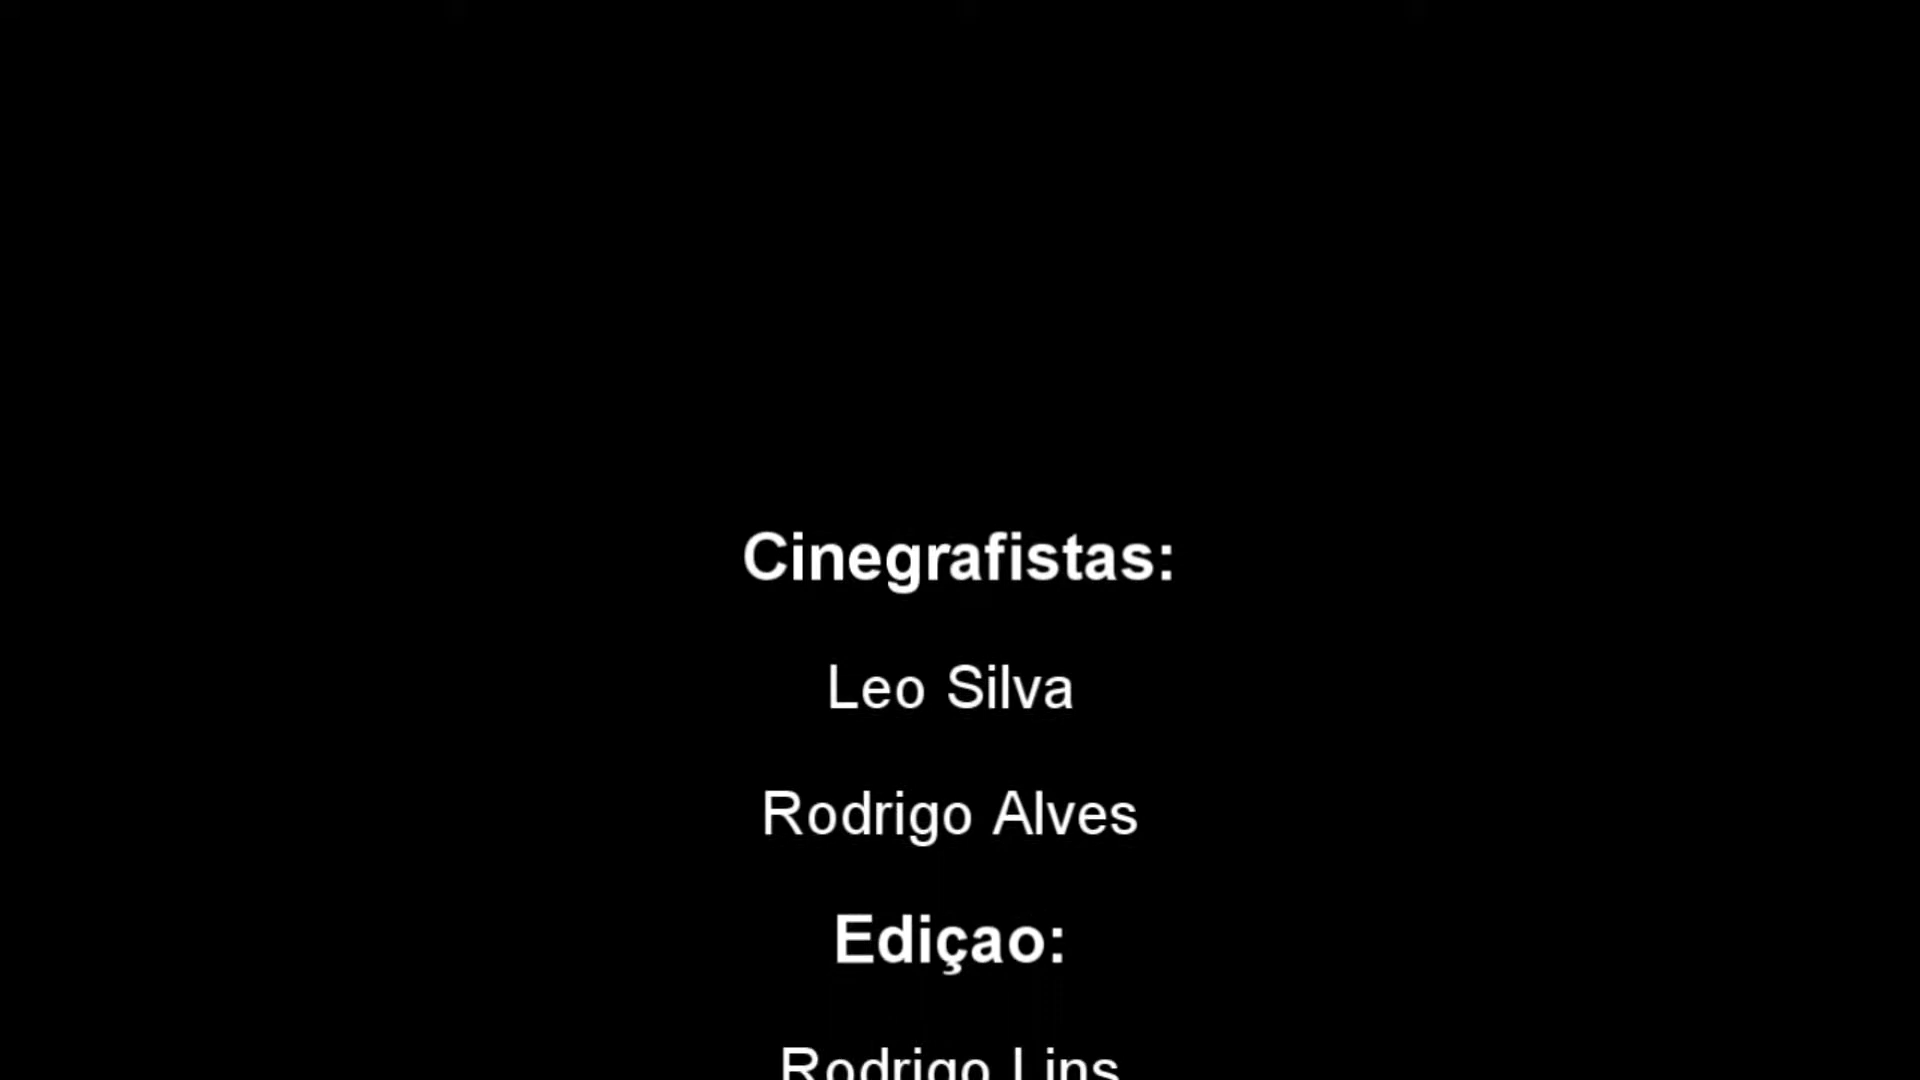 Cinegrafistas:
Leo Silva
Rodrigo Alves
Ediçao:
Rodrigo Lins